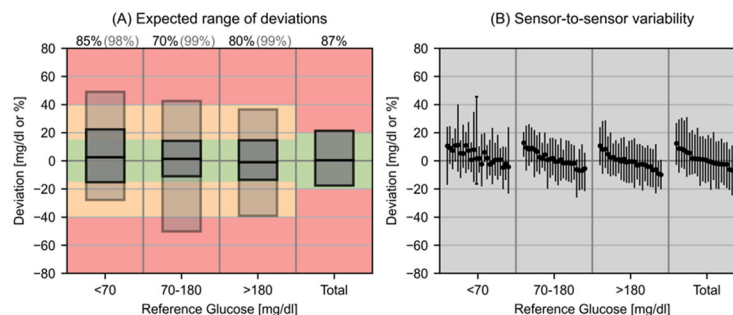 (A) Expected range of deviations
85% (98%) 70% (99%) 80% (99%) 87%
Deviation [mg/dl or %]
80
60
40
20
0
−20
−40
−60
−80
<70 70-180 >180 Total
Reference Glucose [mg/dl]
(B) Sensor-to-sensor variability
Deviation [mg/dl or %]
80
60
40
20
0
−20
−40
−60
−80
<70 70-180 >180 Total
Reference Glucose [mg/dl]